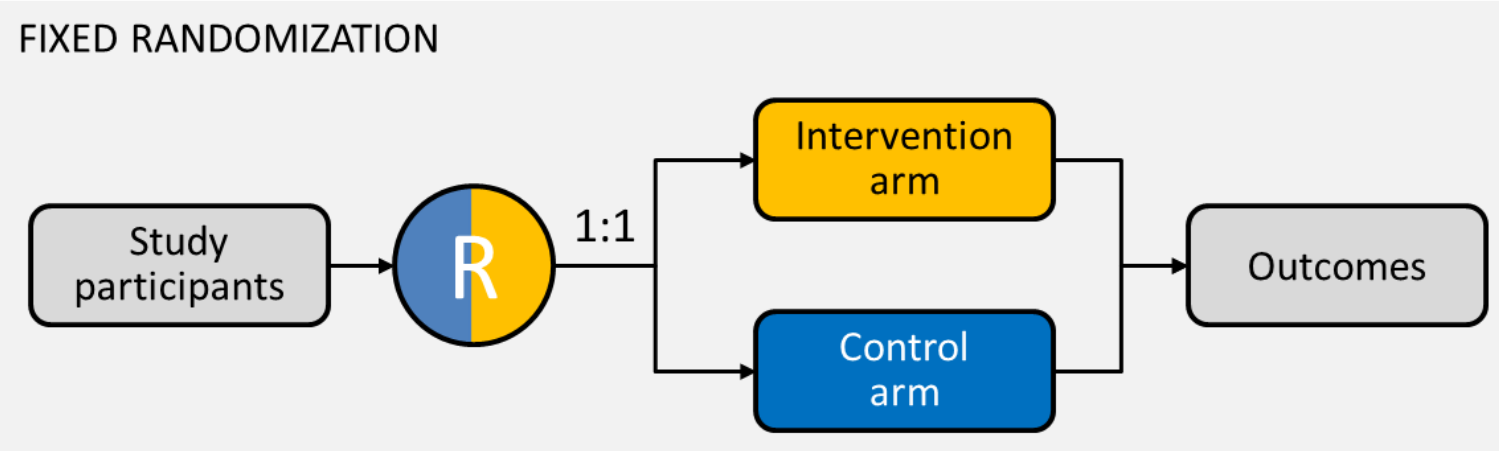 FIXED RANDOMIZATION
Study
participants
R
1:1
Intervention
arm
Control
arm
Outcomes